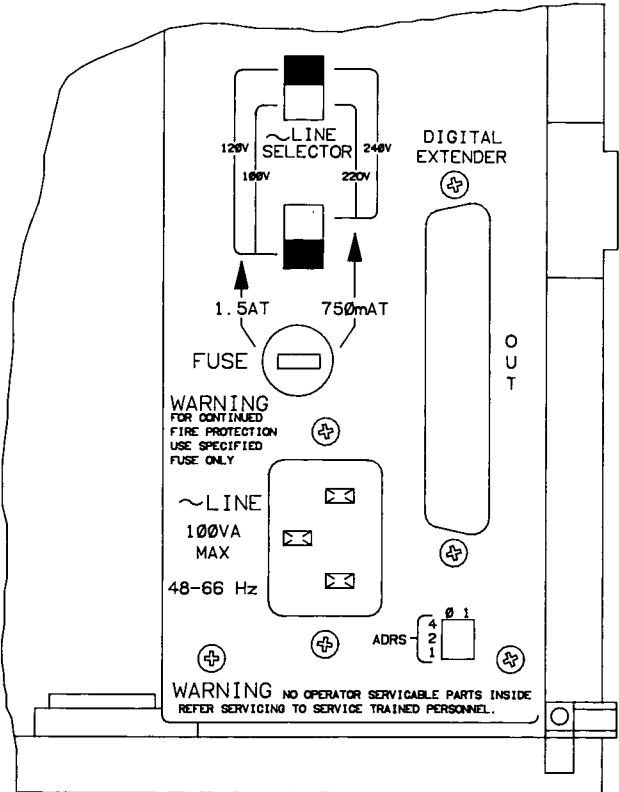 120V
100V
~LINE
SELECTOR
240V
220V
DIGITAL
EXTENDER
1.5AT
750mAT
FUSE
OUT
WARNING
FOR CONTINUED
FIRE PROTECTION
USE SPECIFIED
FUSE ONLY
~LINE
100VA
MAX
48-66 Hz
0 1
ADRS
4
2
1
WARNING NO OPERATOR SERVICABLE PARTS INSIDE
REFER SERVICING TO SERVICE TRAINED PERSONNEL.